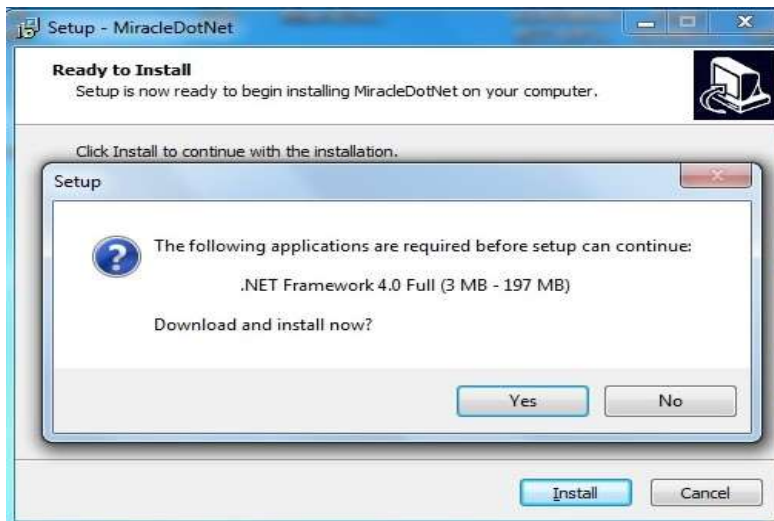 Setup - MiracleDotNet
Ready to Install
Setup is now ready to begin installing MiracleDotNet on your computer.
Click Install to continue with the installation.
Setup
The following applications are required before setup can continue:
.NET Framework 4.0 Full (3 MB - 197 MB)
Download and install now?
Yes No
Install Cancel